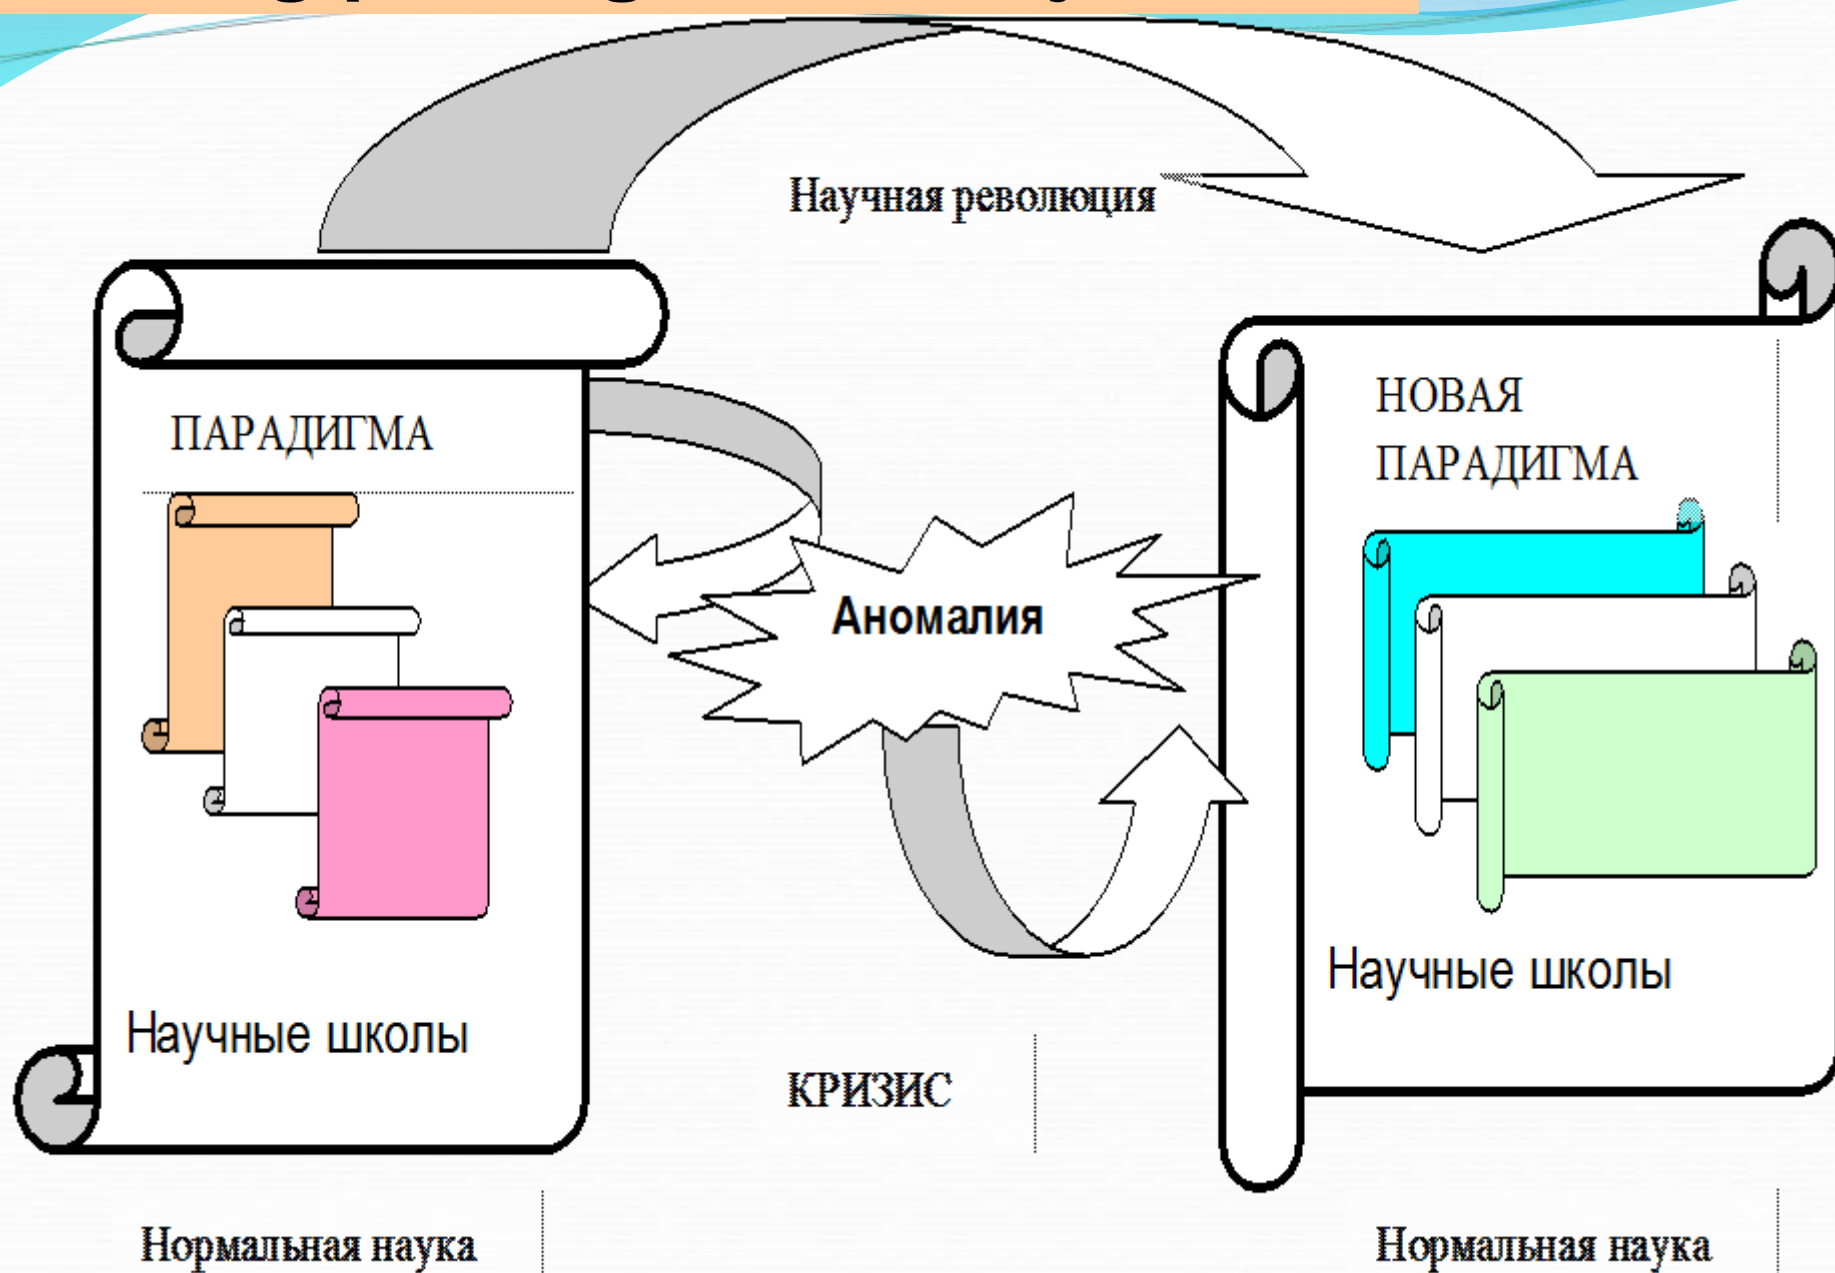 Научная революция
ПАРАДИГМА
НОВАЯ
ПАРАДИГМА
Аномалия
Научные школы
Научные школы
КРИЗИС
Нормальная наука
Нормальная наука